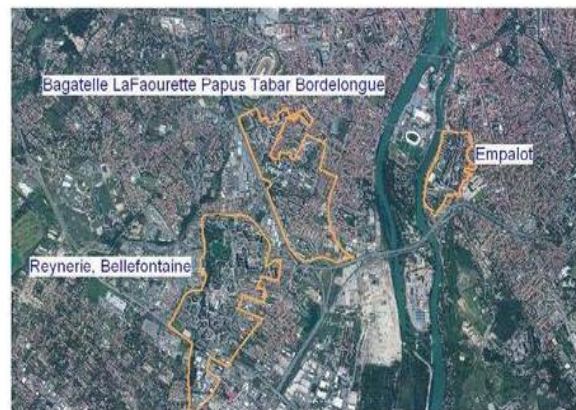 Bagatelle LaFaourette Papus Tabar Bordelongue
Empalot
Reynerie, Bellefontaine